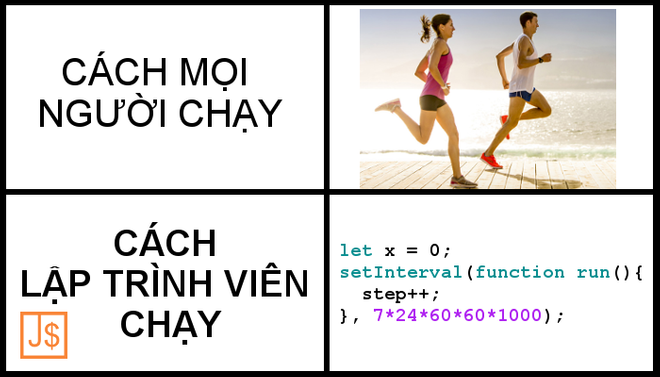 CÁCH MỌI
NGƯỜI CHẠY
CÁCH
LẬP TRÌNH VIÊN
CHẠY
J$
let x = 0;
setInterval(function run(){
  step++;
}, 7*24*60*60*1000);